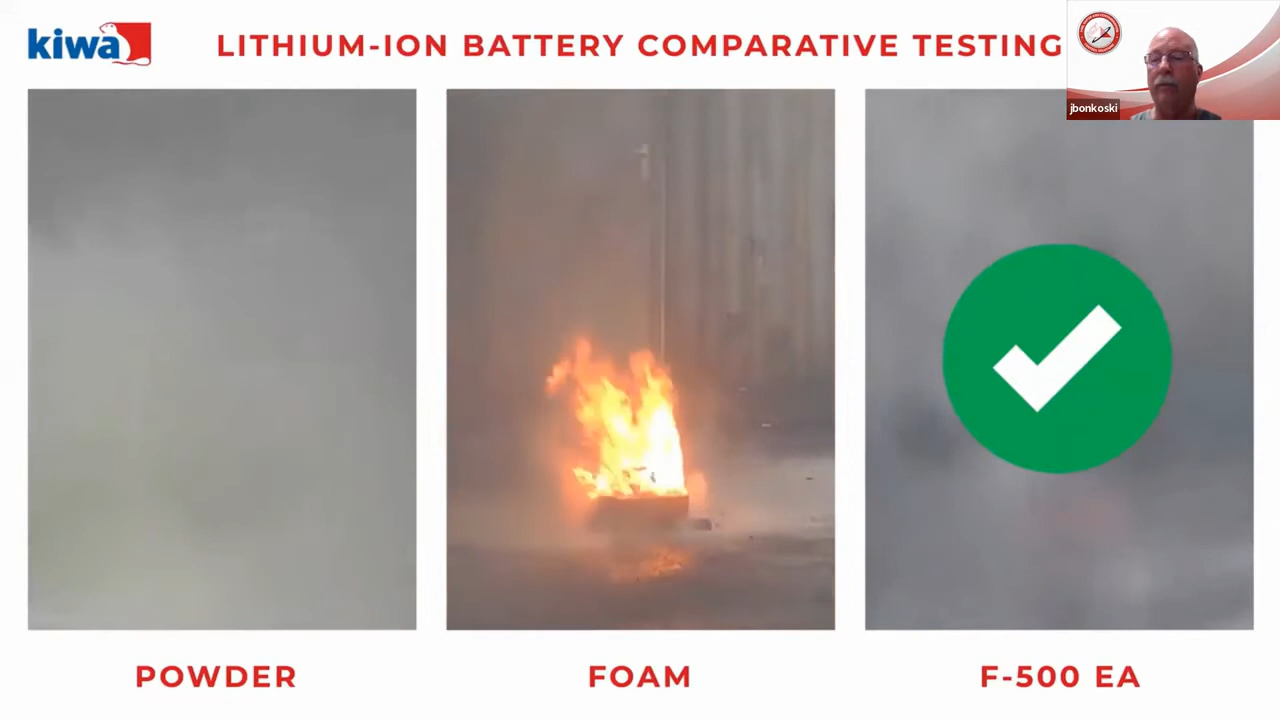 kiwa
LITHIUM-ION BATTERY COMPARATIVE TESTING
jbonkoski
POWDER
FOAM
F-500 EA